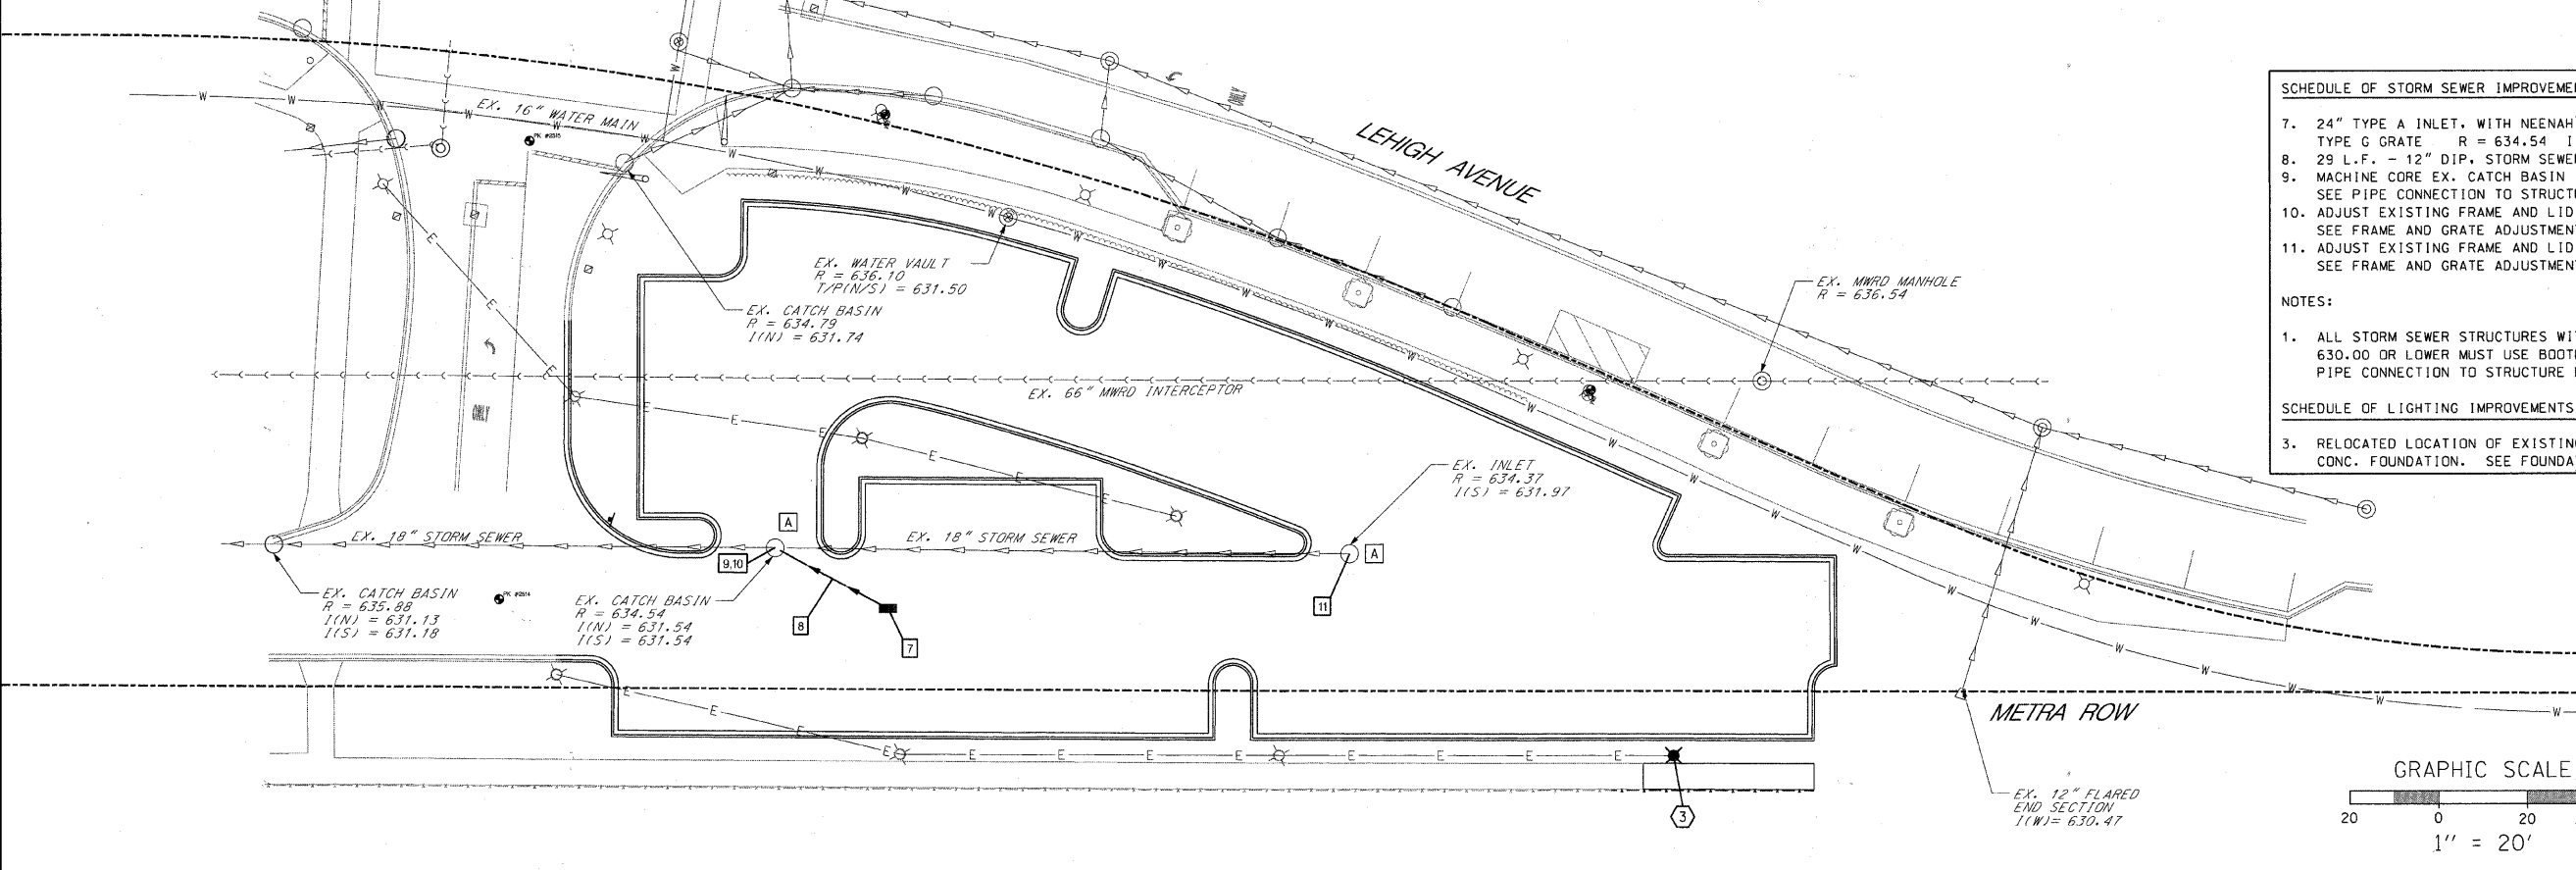 EX. 16" WATER MAIN
ONLY
LEHIGH AVENUE
EX. WATER VAULT
R = 636.10
T/P(N/S) = 631.50
EX. CATCH BASIN
R = 634.79
I(N) = 631.74
EX. MWRD MANHOLE
R = 636.54
EX. 66" MWRD INTERCEPTOR
EX. INLET
R = 634.37
I(S) = 631.97
A
EX. 18" STORM SEWER
EX. 18" STORM SEWER
A
9,10
EX. CATCH BASIN
R = 635.88
I(N) = 631.13
I(S) = 631.18
EX. CATCH BASIN
R = 634.54
I(N) = 631.54
I(S) = 631.54
8
7
11
METRA ROW
3
EX. 12" FLARED
END SECTION
I(W)= 630.47
SCHEDULE OF STORM SEWER IMPROVEME
7. 24" TYPE A INLET, WITH NEENAH
TYPE G GRATE R = 634.54 I
8. 29 L.F. - 12" DIP, STORM SEWE
9. MACHINE CORE EX. CATCH BASIN
SEE PIPE CONNECTION TO STRUCT
10. ADJUST EXISTING FRAME AND LID
SEE FRAME AND GRATE ADJUSTMEN
11. ADJUST EXISTING FRAME AND LID
SEE FRAME AND GRATE ADJUSTMEN
NOTES:
1. ALL STORM SEWER STRUCTURES WI
630.00 OR LOWER MUST USE BOOT
PIPE CONNECTION TO STRUCTURE
SCHEDULE OF LIGHTING IMPROVEMENTS
3. RELOCATED LOCATION OF EXISTIN
CONC. FOUNDATION. SEE FOUNDA
GRAPHIC SCALE
20 0 20
1" = 20'